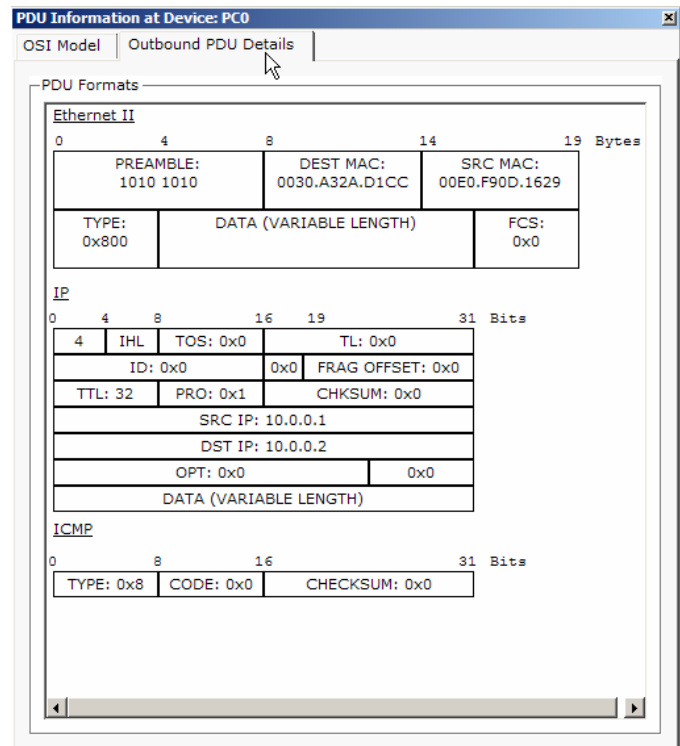 PDU Information at Device: PC0
OSI Model Outbound PDU Details
PDU Formats
Ethernet II
0 4 8 14 19 Bytes
PREAMBLE: DEST MAC: SRC MAC:
1010 1010 0030.A32A.D1CC 00E0.F90D.1629
TYPE: DATA (VARIABLE LENGTH) FCS:
0x800 0x0
IP
0 4 8 16 19 31 Bits
4 IHL TOS: 0x0 TL: 0x0
ID: 0x0 0x0 FRAG OFFSET: 0x0
TTL: 32 PRO: 0x1 CHKSUM: 0x0
SRC IP: 10.0.0.1
DST IP: 10.0.0.2
OPT: 0x0 0x0
DATA (VARIABLE LENGTH)
ICMP
0 8 16 31 Bits
TYPE: 0x8 CODE: 0x0 CHECKSUM: 0x0